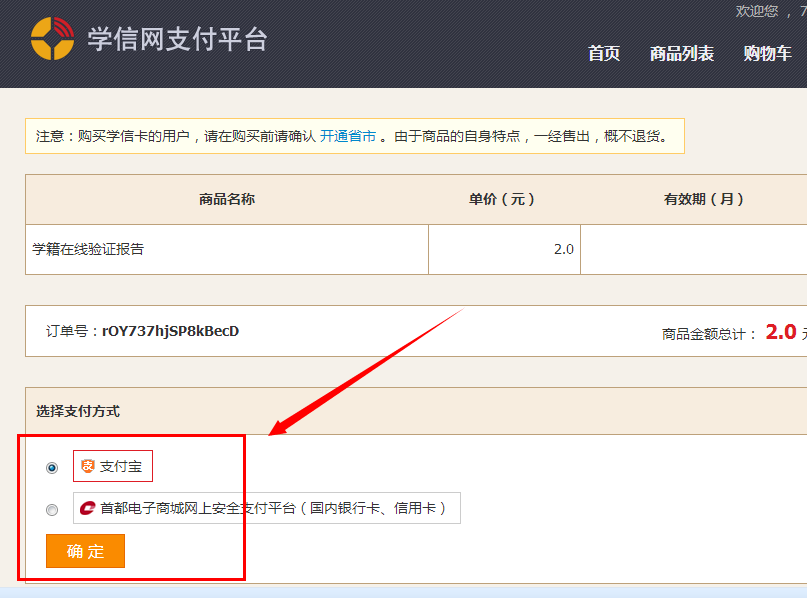 欢迎您 ，7
学信网支付平台
首页 商品列表 购物车
注意：购买学信卡的用户，请在购买前请确认 开通省市 。由于商品的自身特点，一经售出，概不退货。
商品名称 单价（元） 有效期（月）
学籍在线验证报告 2.0
订单号：rOY737hjSP8kBecD 商品金额总计： 2.0 元
选择支付方式
支 支付宝
首都电子商城网上安全支付平台（国内银行卡、信用卡）
确 定